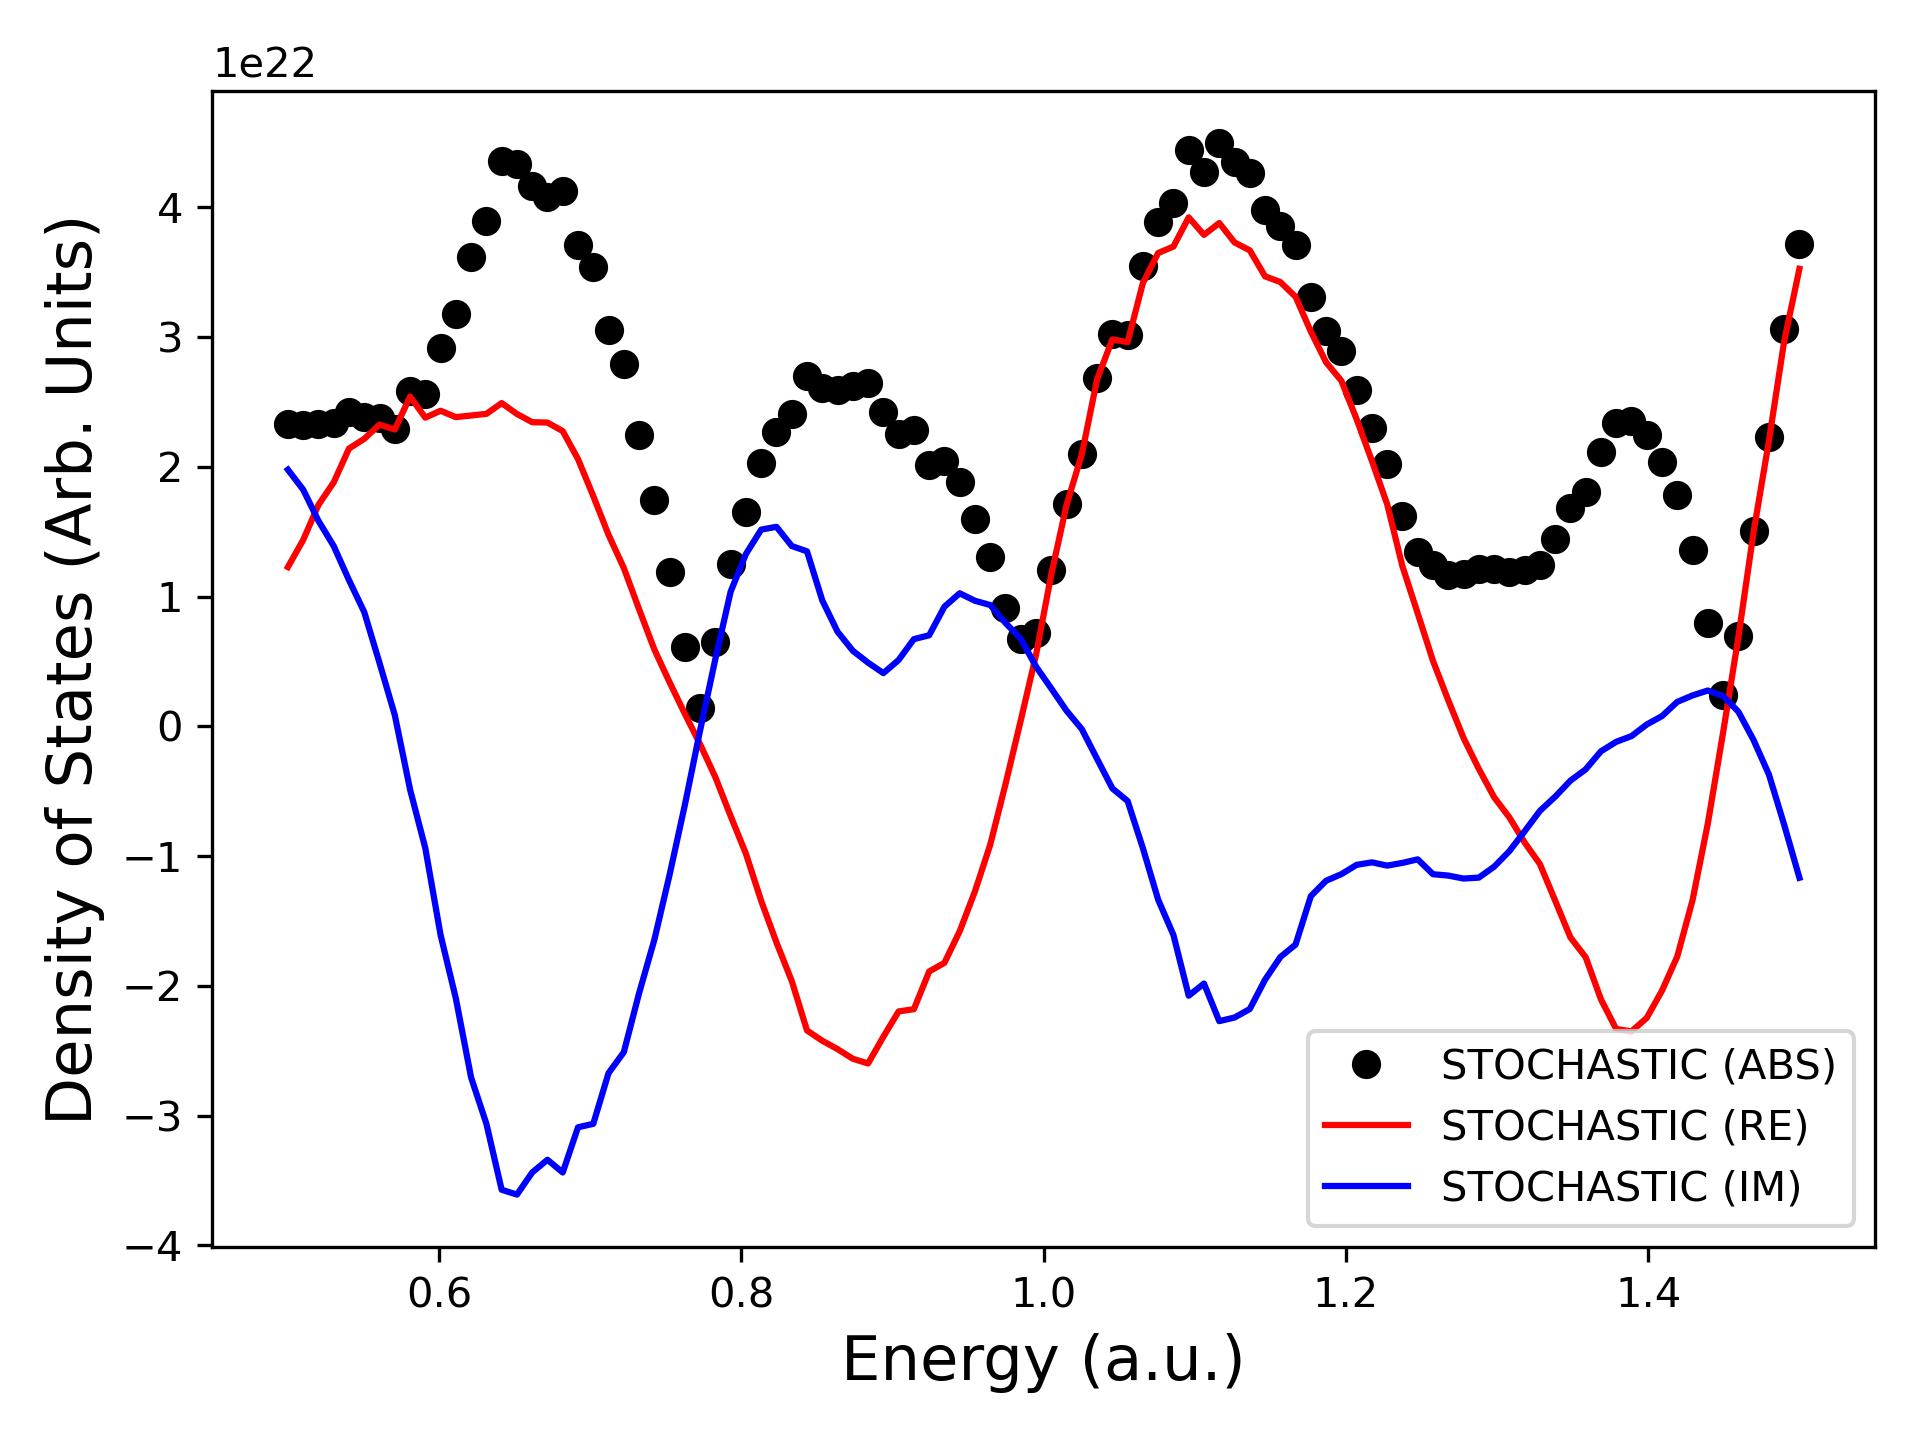 1e22
Density of States (Arb. Units)
4
3
2
1
0
−1
−2
−3
−4
0.6 0.8 1.0 1.2 1.4
Energy (a.u.)
STOCHASTIC (ABS)
STOCHASTIC (RE)
STOCHASTIC (IM)